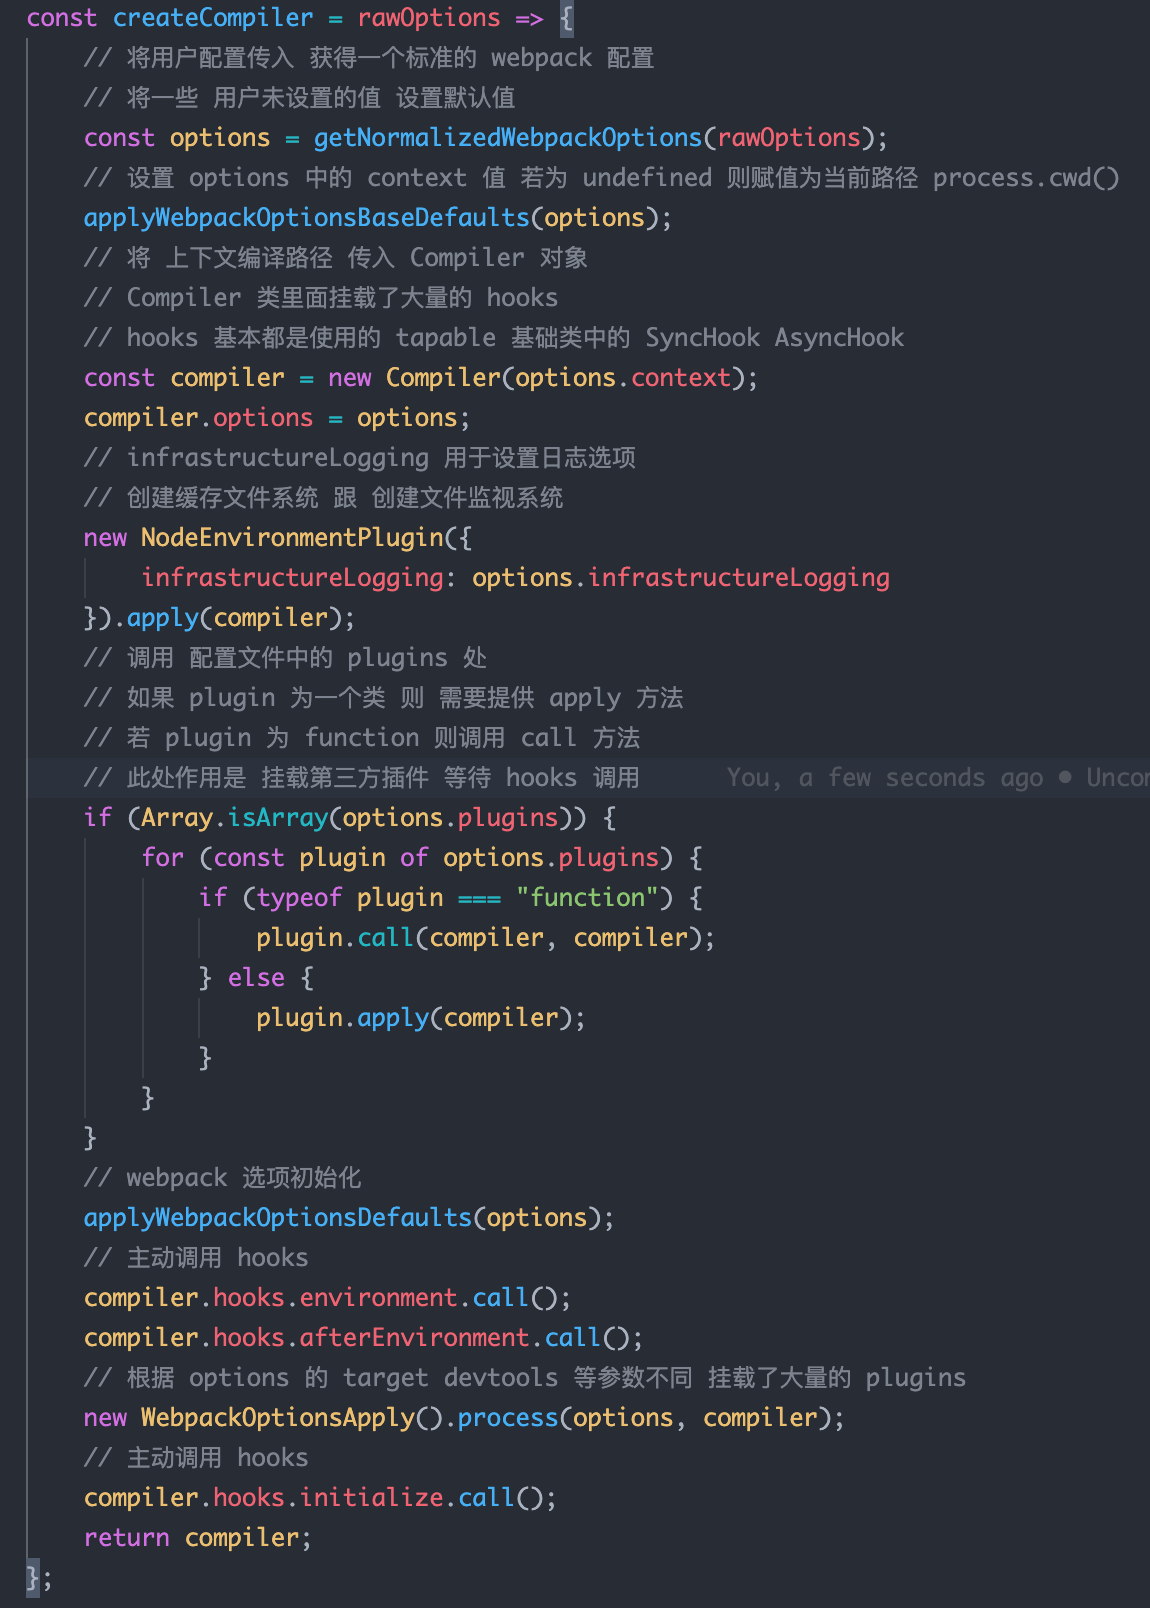 const createCompiler = rawOptions => {
// 将用户配置传入 获得一个标准的 webpack 配置
// 将一些 用户未设置的值 设置默认值
const options = getNormalizedWebpackOptions(rawOptions);
// 设置 options 中的 context 值 若为 undefined 则赋值为当前路径 process.cwd()
applyWebpackOptionsBaseDefaults(options);
// 将 上下文编译路径 传入 Compiler 对象
// Compiler 类里面挂载了大量的 hooks
// hooks 基本都是使用的 tapable 基础类中的 SyncHook AsyncHook
const compiler = new Compiler(options.context);
compiler.options = options;
// infrastructureLogging 用于设置日志选项
// 创建缓存文件系统 跟 创建文件监视系统
new NodeEnvironmentPlugin({
infrastructureLogging: options.infrastructureLogging
}).apply(compiler);
// 调用 配置文件中的 plugins 处
// 如果 plugin 为一个类 则 需要提供 apply 方法
// 若 plugin 为 function 则调用 call 方法
// 此处作用是 挂载第三方插件 等待 hooks 调用 You, a few seconds ago • Uncor
if (Array.isArray(options.plugins)) {
for (const plugin of options.plugins) {
if (typeof plugin === "function") {
plugin.call(compiler, compiler);
} else {
plugin.apply(compiler);
}
}
}
// webpack 选项初始化
applyWebpackOptionsDefaults(options);
// 主动调用 hooks
compiler.hooks.environment.call();
compiler.hooks.afterEnvironment.call();
// 根据 options 的 target devtools 等参数不同 挂载了大量的 plugins
new WebpackOptionsApply().process(options, compiler);
// 主动调用 hooks
compiler.hooks.initialize.call();
return compiler;
};